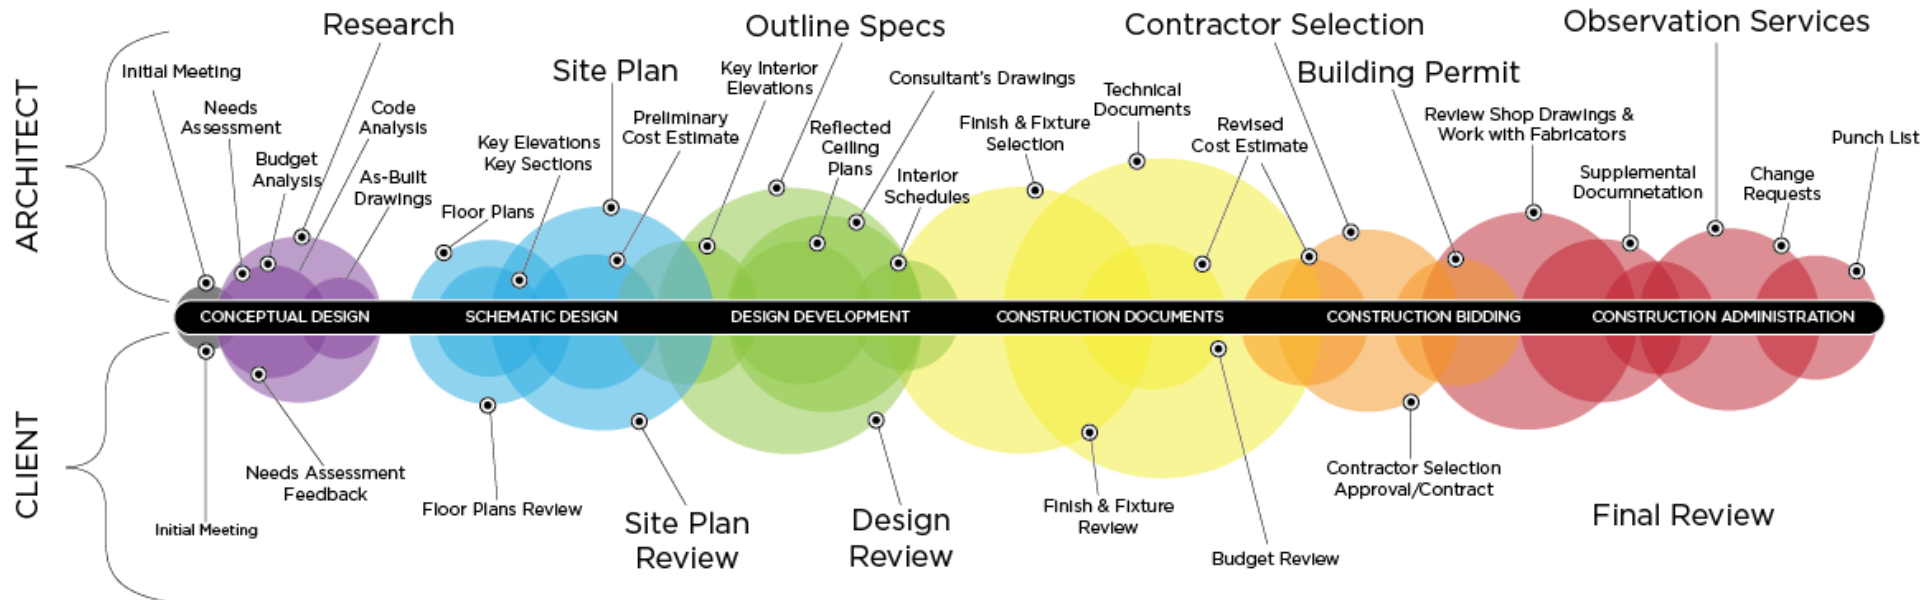 ARCHITECT
Research
Initial Meeting
Needs
Assessment
Budget
Analysis
Code
Analysis
As-Built
Drawings
Site Plan
Floor Plans
Key Elevations
Key Sections
Preliminary
Cost Estimate
Outline Specs
Key Interior
Elevations
Reflected
Ceiling
Plans
Consultant's Drawings
Interior
Schedules
Finish & Fixture
Selection
Technical
Documents
Revised
Cost Estimate
Contractor Selection
Building Permit
Observation Services
Review Shop Drawings &
Work with Fabricators
Supplemental
Documnetation
Change
Requests
Punch List
CONCEPTUAL DESIGN
SCHEMATIC DESIGN
DESIGN DEVELOPMENT
CONSTRUCTION DOCUMENTS
CONSTRUCTION BIDDING
CONSTRUCTION ADMINISTRATION
CLIENT
Initial Meeting
Needs Assessment
Feedback
Floor Plans Review
Site Plan
Review
Design
Review
Finish & Fixture
Review
Budget Review
Contractor Selection
Approval/Contract
Final Review